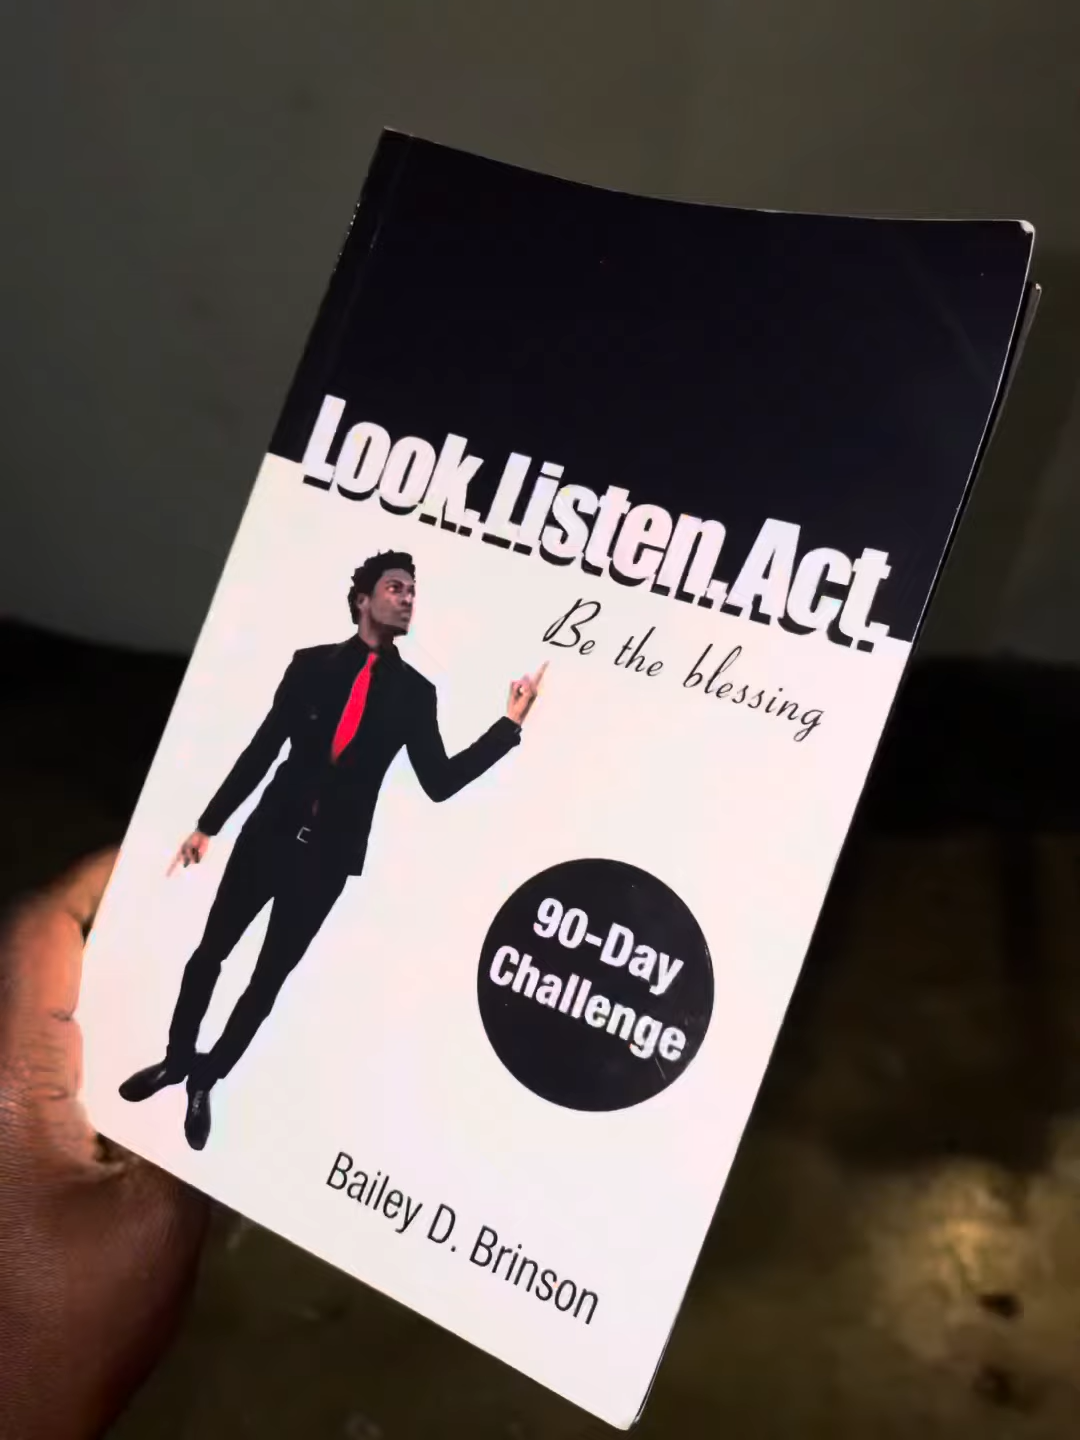 Look.Listen.Act.
Be the blessing
90-Day
Challenge
Bailey D. Brinson